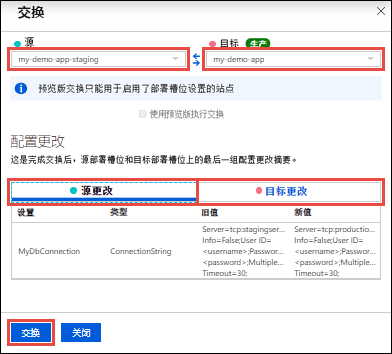 交换
源
目标 生产
my-demo-app-staging
my-demo-app
预览版交换只能用于启用了部署槽位设置的站点
使用预览版执行交换
配置更改
这是完成交换后，源部署槽位和目标部署槽位上的最后一组配置更改摘要。
源更改
目标更改
设置 类型 旧值 新值
MyDbConnection
ConnectionString
Server=tcp:stagingser...
Info=False;User ID=
<username>;Passwor...
<password>;Multiple...
Timeout=30;
Server=tcp:productio...
Info=False;User ID=
<username>;Passwor...
<password>;Multiple...
Timeout=30;
交换
关闭